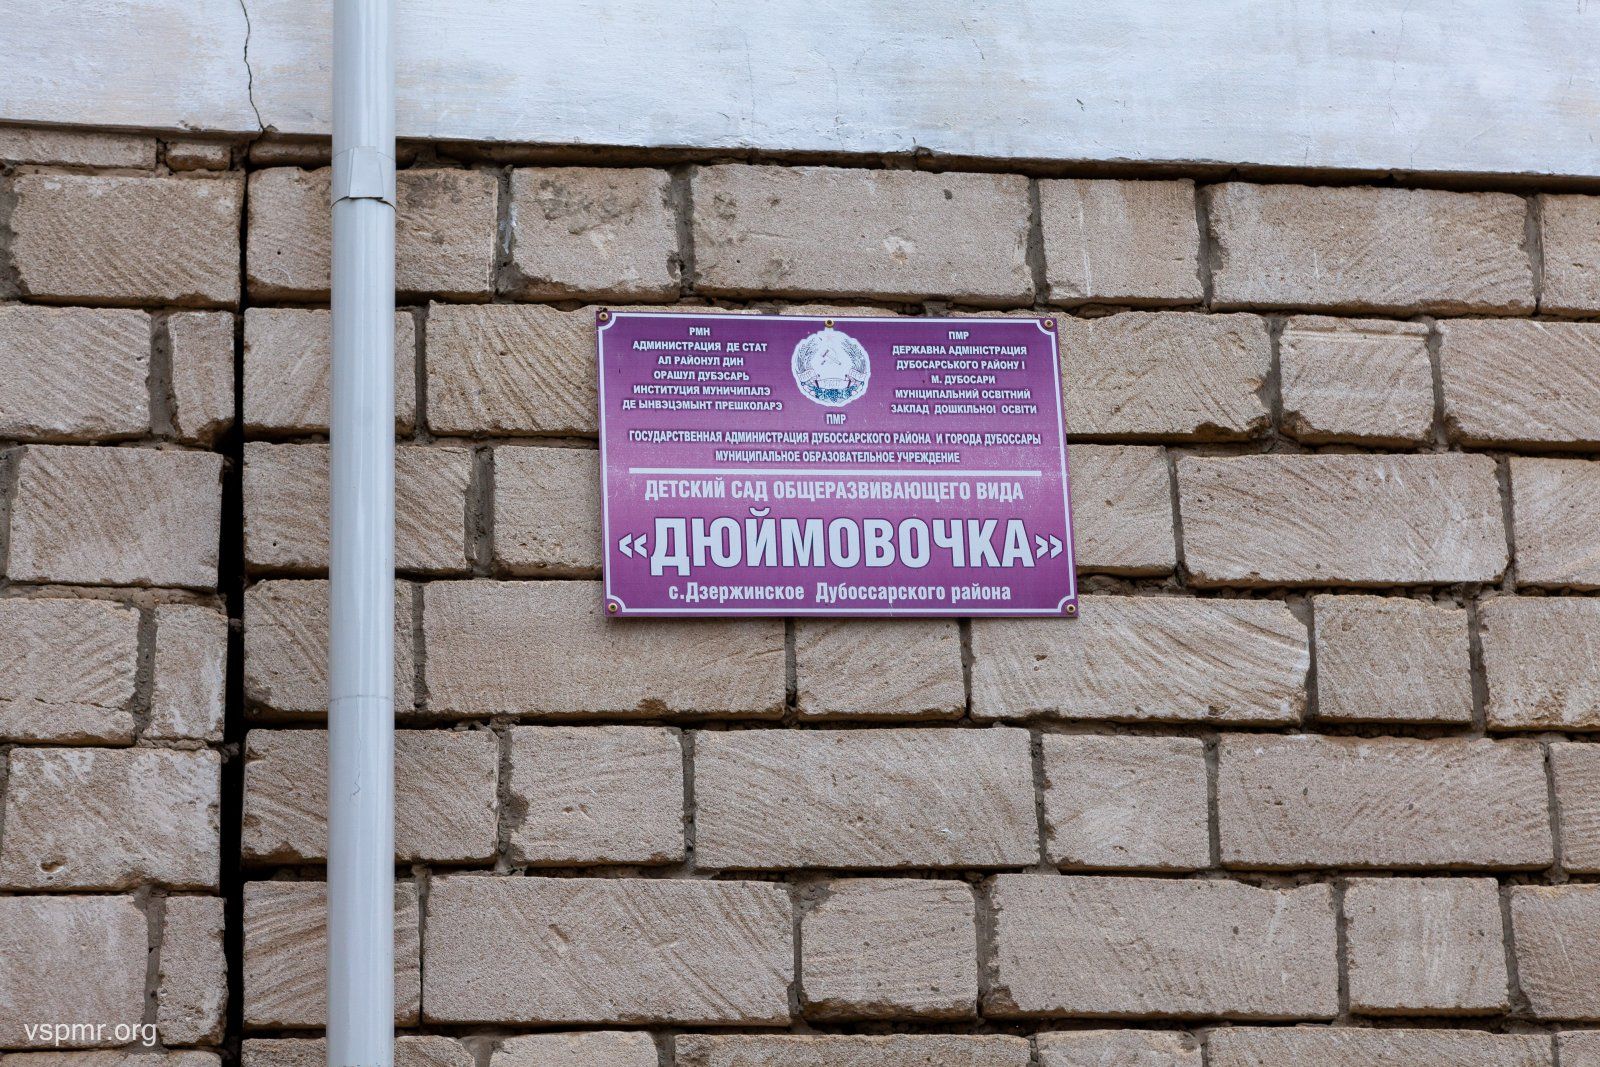 РМН
АДМИНИСТРАЦИЯ ДЕ СТАТ
АЛ РАЙОНУЛ ДИН
ОРАШУЛ ДУБЭСАРЬ
ИНСТИТУЦИЯ МУНИЧИПАЛЭ
ДЕ ЫНВЭЦЭМЫНТ ПРЕШКОЛАРЭ
ПМР
ДЕРЖАВНА АДМІНІСТРАЦІЯ
ДУБОСАРСЬКОГО РАЙОНУ І
М. ДУБОСАРИ
МУНІЦИПАЛЬНИЙ ОСВІТНІЙ
ЗАКЛАД ДОШКІЛЬНОІ ОСВІТИ
ПМР
ГОСУДАРСТВЕННАЯ АДМИНИСТРАЦИЯ ДУБОССАРСКОГО РАЙОНА И ГОРОДА ДУБОССАРЫ
МУНИЦИПАЛЬНОЕ ОБРАЗОВАТЕЛЬНОЕ УЧРЕЖДЕНИЕ
ДЕТСКИЙ САД ОБЩЕРАЗВИВАЮЩЕГО ВИДА
«ДЮЙМОВОЧКА»
с.Дзержинское Дубоссарского района
vspmr.org